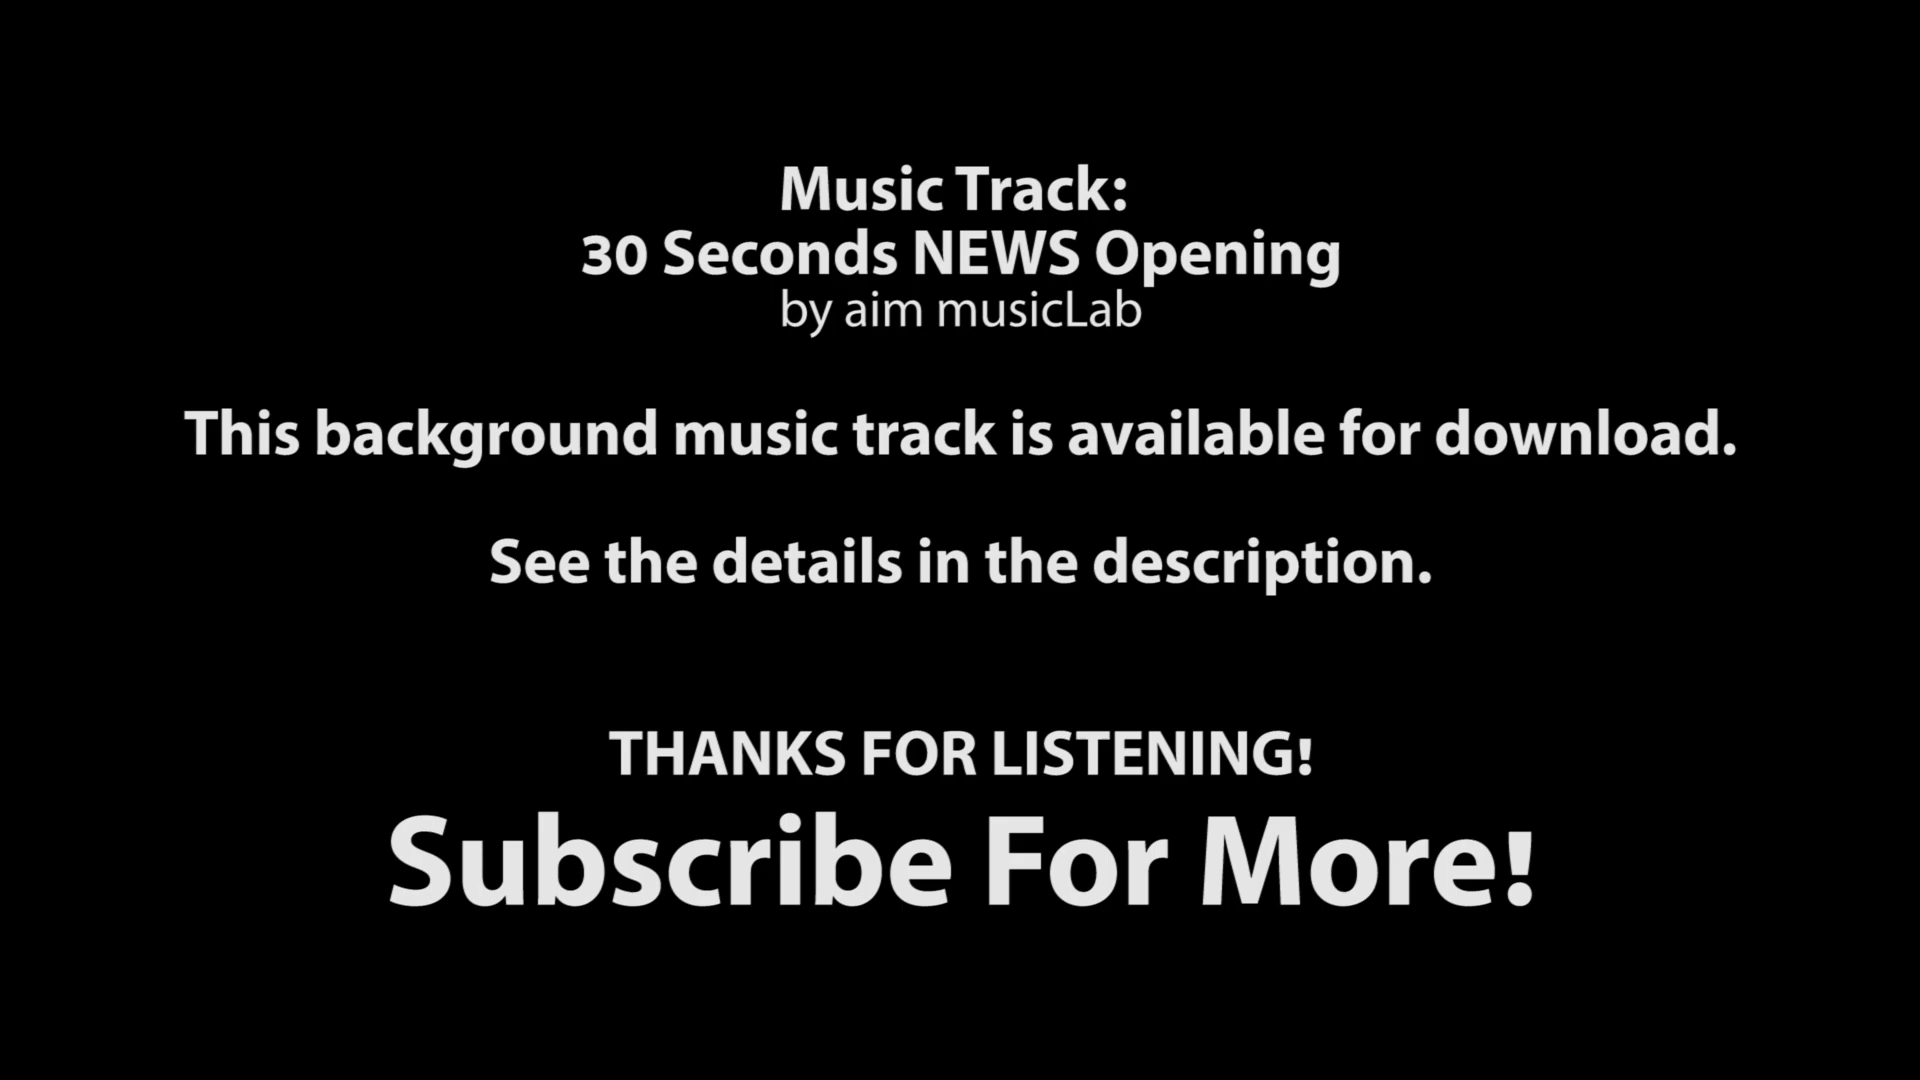 Music Track:
30 Seconds NEWS Opening
by aim musicLab
This background music track is available for download.
See the details in the description.
THANKS FOR LISTENING!
Subscribe For More!